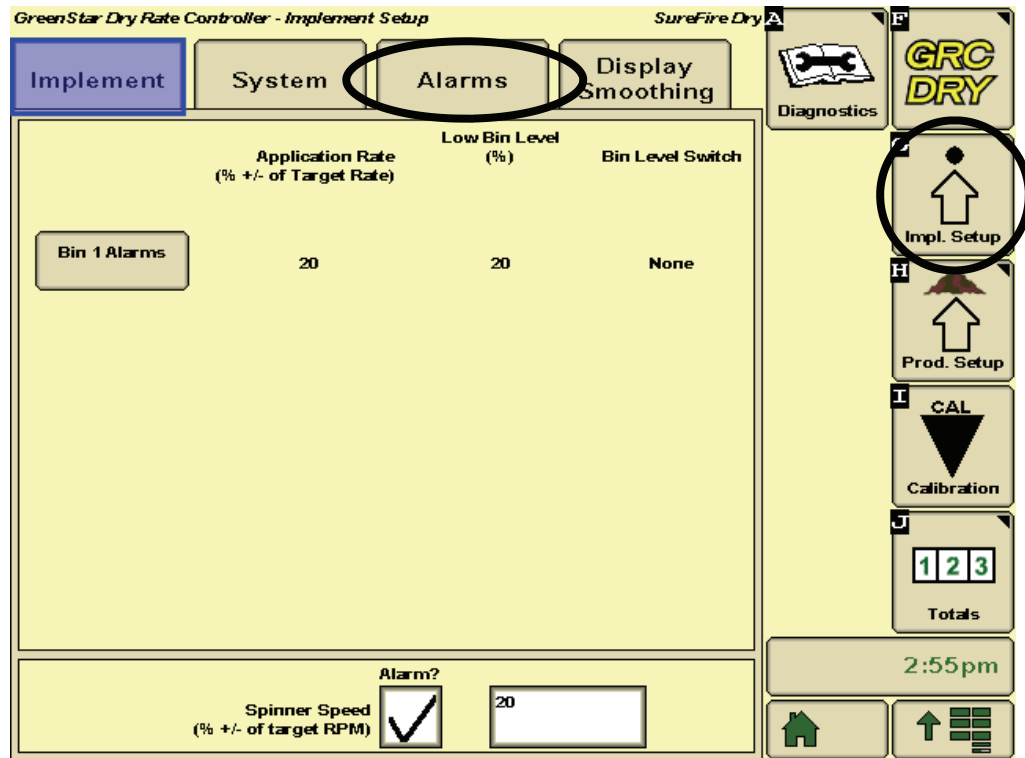 GreenStar Dry Rate Controller - Implement Setup
SureFire Dry
Implement
System
Alarms
Display
Smoothing
Application Rate
(% +/- of Target Rate)
Low Bin Level
(%)
Bin Level Switch
Bin 1 Alarms
20
20
None
Alarm?
Spinner Speed
(% +/- of target RPM)
20
A
Diagnostics
F
GRC
DRY
G
Impl. Setup
H
Prod. Setup
I
CAL
Calibration
J
1 2 3
Totals
2:55pm